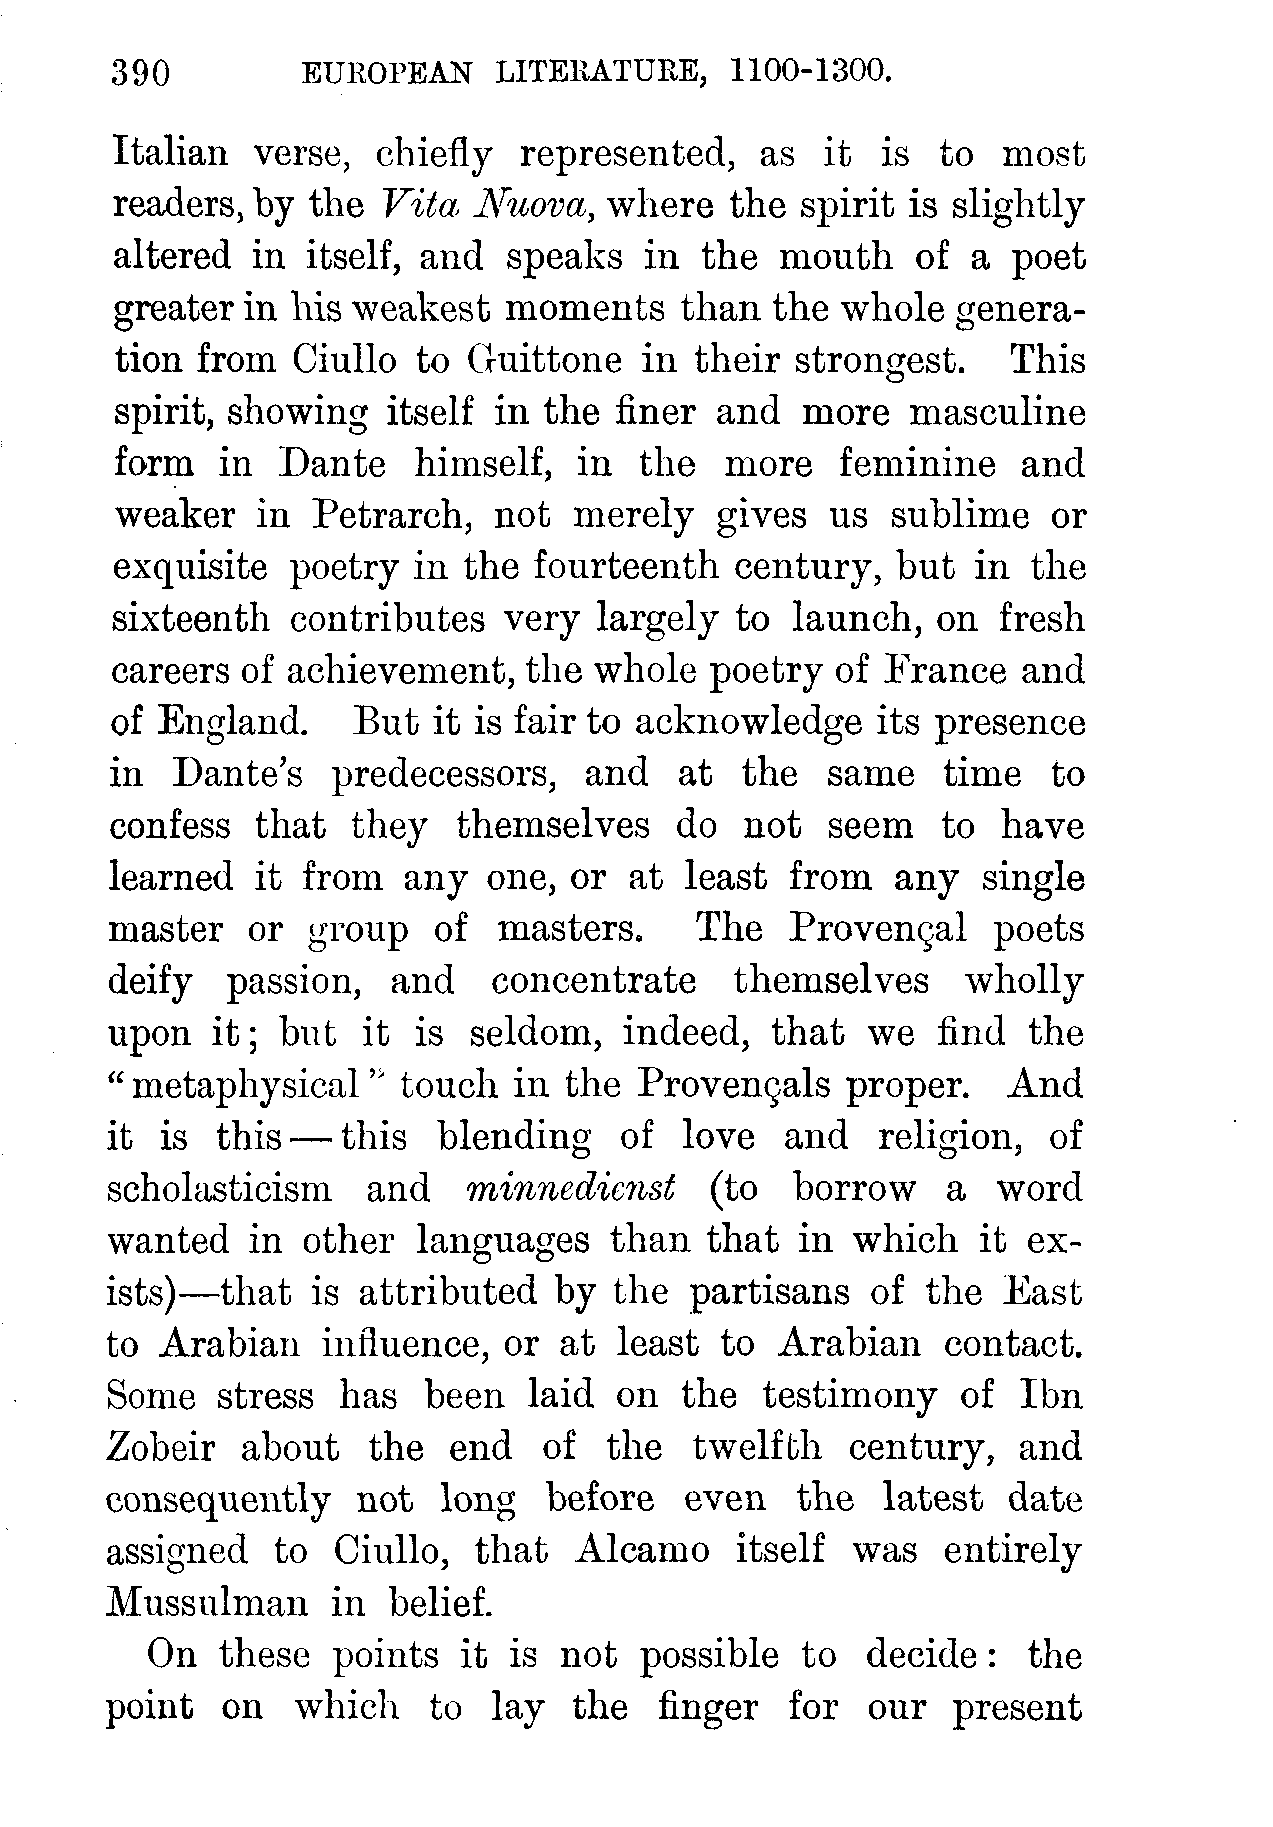 390 EUROPEAN LITERATURE, 1100-1300.
Italian verse, chiefly represented, as it is to most
readers, by the Vita Nuova, where the spirit is slightly
altered in itself, and speaks in the mouth of a poet
greater in his weakest moments than the whole genera-
tion from Ciullo to Guittone in their strongest. This
spirit, showing itself in the finer and more masculine
form in Dante himself, in the more feminine and
weaker in Petrarch, not merely gives us sublime or
exquisite poetry in the fourteenth century, but in the
sixteenth contributes very largely to launch, on fresh
careers of achievement, the whole poetry of France and
of England. But it is fair to acknowledge its presence
in Dante's predecessors, and at the same time to
confess that they themselves do not seem to have
learned it from any one, or at least from any single
master or group of masters. The Provençal poets
deify passion, and concentrate themselves wholly
upon it; but it is seldom, indeed, that we find the
"metaphysical" touch in the Provençals proper. And
it is this—this blending of love and religion, of
scholasticism and minnedienst (to borrow a word
wanted in other languages than that in which it ex-
ists)—that is attributed by the partisans of the East
to Arabian influence, or at least to Arabian contact.
Some stress has been laid on the testimony of Ibn
Zobeir about the end of the twelfth century, and
consequently not long before even the latest date
assigned to Ciullo, that Alcamo itself was entirely
Mussulman in belief.
On these points it is not possible to decide: the
point on which to lay the finger for our present